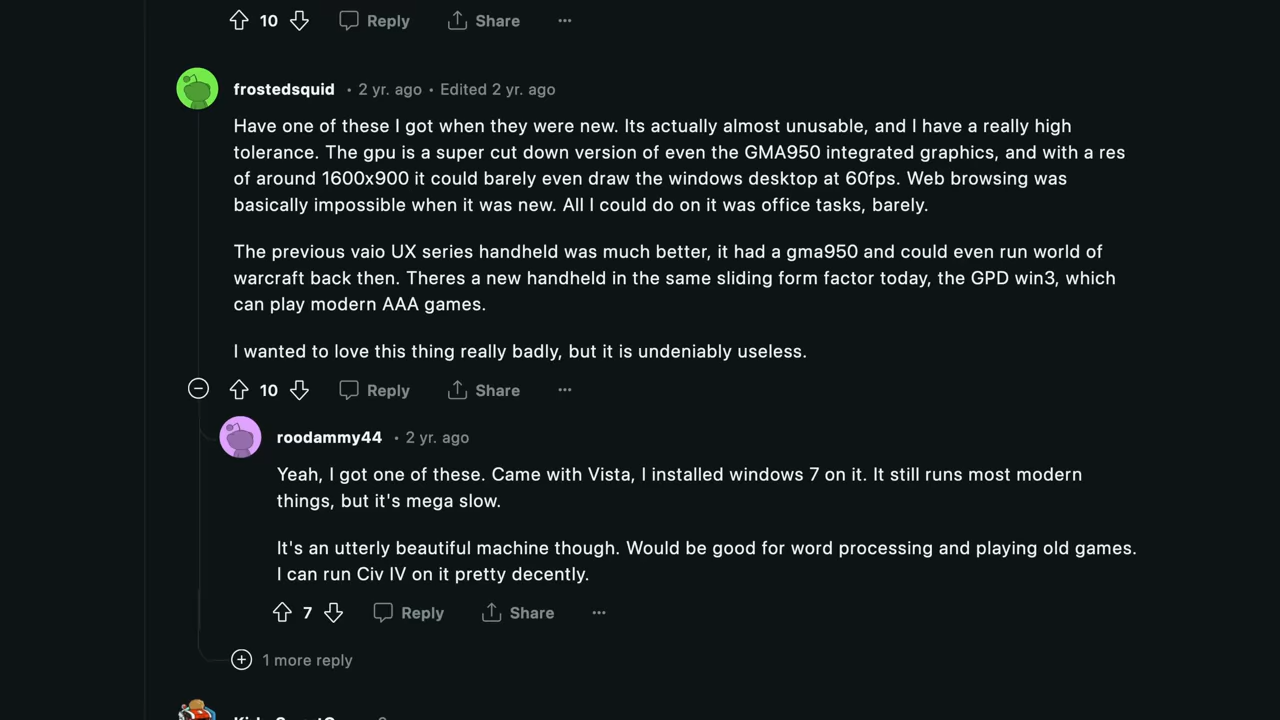 10 Reply Share
frostedsquid • 2 yr. ago • Edited 2 yr. ago
Have one of these I got when they were new. Its actually almost unusable, and I have a really high
tolerance. The gpu is a super cut down version of even the GMA950 integrated graphics, and with a res
of around 1600x900 it could barely even draw the windows desktop at 60fps. Web browsing was
basically impossible when it was new. All I could do on it was office tasks, barely.
The previous vaio UX series handheld was much better, it had a gma950 and could even run world of
warcraft back then. Theres a new handheld in the same sliding form factor today, the GPD win3, which
can play modern AAA games.
I wanted to love this thing really badly, but it is undeniably useless.
10 Reply Share
roodammy44 • 2 yr. ago
Yeah, I got one of these. Came with Vista, I installed windows 7 on it. It still runs most modern
things, but it's mega slow.
It's an utterly beautiful machine though. Would be good for word processing and playing old games.
I can run Civ IV on it pretty decently.
7 Reply Share
1 more reply